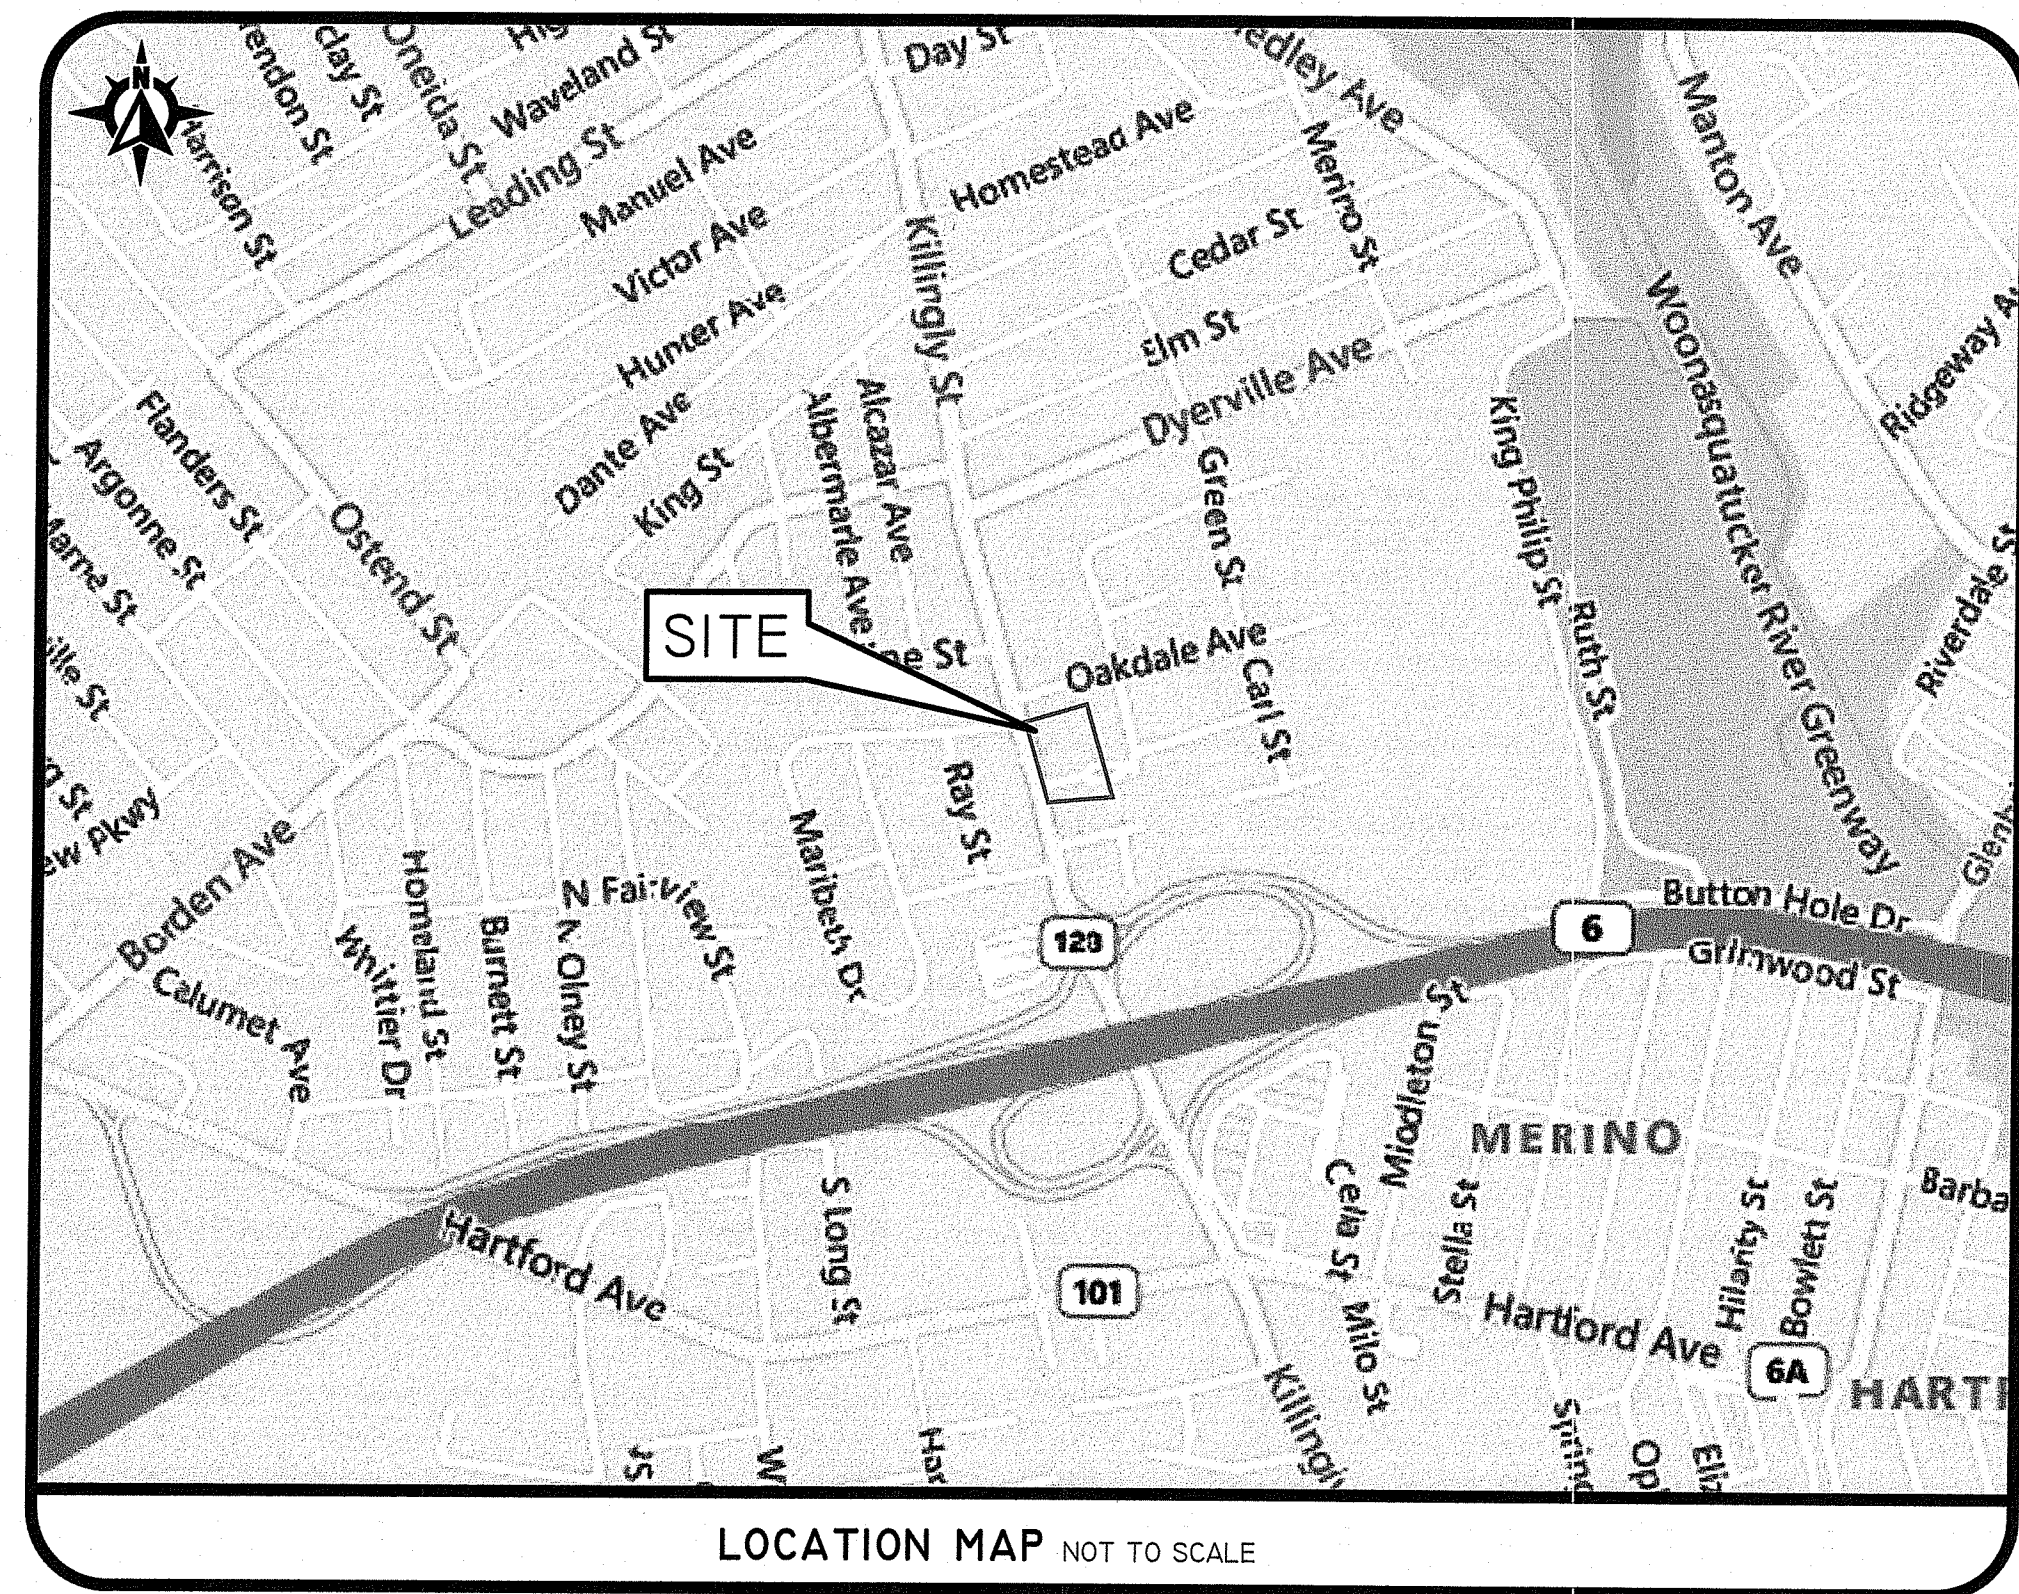 N
Day St
Waveland St
Oneida St
Harrison St
Leading St
Manuel Ave
Homestead Ave
Merino St
Manton Ave
Victor Ave
Killingly St
Cedar St
Hunter Ave
Elm St
Dyerville Ave
Woonasquatucket River Greenway
Flanders St
Argonne St
Dante Ave
King St
Albermarle Ave
Alcazar Ave
Green St
King Philip St
Ostend St
SITE
Oakdale Ave
Carl St
Ruth St
Riverdale St
Ray St
Maribeth Dr
Borden Ave
Homeland St
N Fairview St
Button Hole Dr
6
Grimwood St
Calumet Ave
Whittier Dr
Burnett St
N Olney St
Middleton St
MERINO
Hartford Ave
S Long St
101
Celia St
Stella St
Hilarity St
Bowlett St
Milo St
Hartford Ave
6A
LOCATION MAP NOT TO SCALE